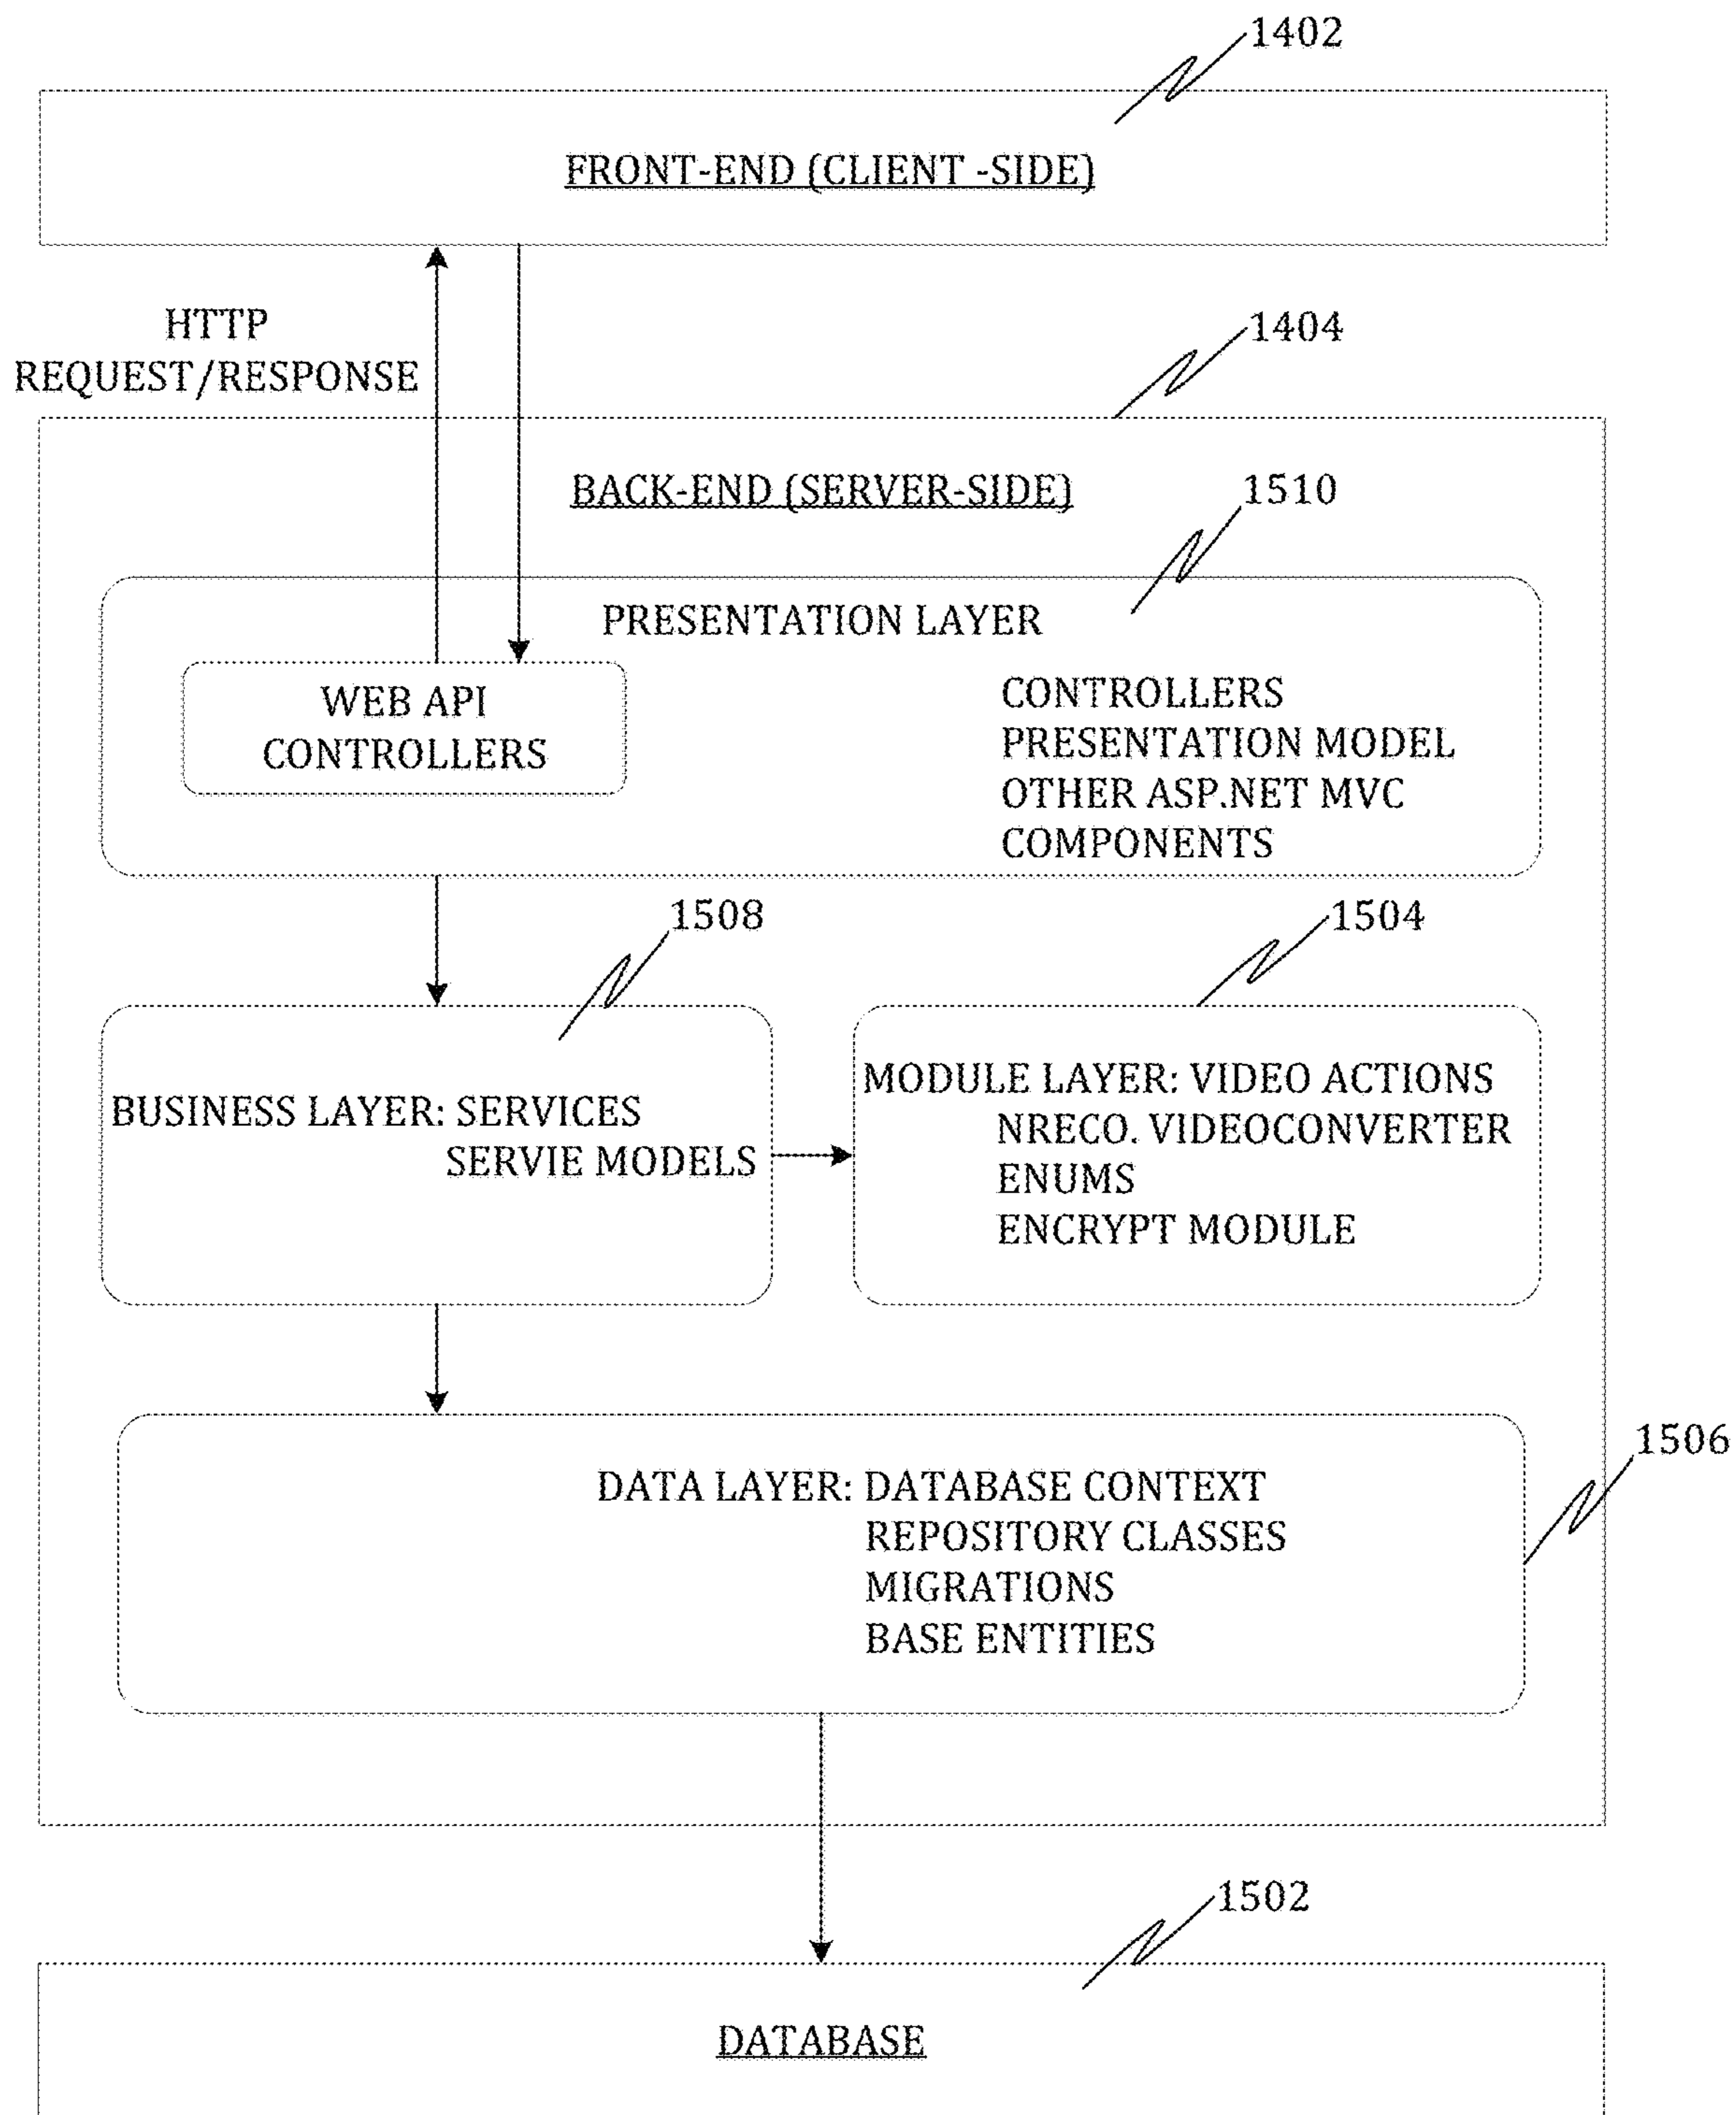 1402
FRONT-END (CLIENT -SIDE)
HTTP
REQUEST/RESPONSE
1404
BACK-END (SERVER-SIDE)
1510
PRESENTATION LAYER
WEB API
CONTROLLERS
CONTROLLERS
PRESENTATION MODEL
OTHER ASP.NET MVC
COMPONENTS
1508
1504
BUSINESS LAYER: SERVICES
SERVIE MODELS
MODULE LAYER: VIDEO ACTIONS
NRECO. VIDEOCONVERTER
ENUMS
ENCRYPT MODULE
1506
DATA LAYER: DATABASE CONTEXT
REPOSITORY CLASSES
MIGRATIONS
BASE ENTITIES
1502
DATABASE